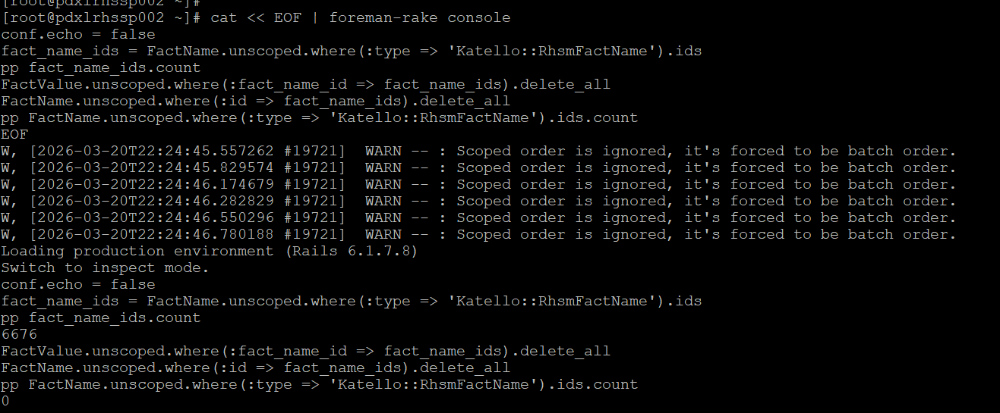 [root@pdxlrhssp002 ~]#
[root@pdxlrhssp002 ~]# cat << EOF | foreman-rake console
conf.echo = false
fact_name_ids = FactName.unscoped.where(:type => 'Katello::RhsmFactName').ids
pp fact_name_ids.count
FactValue.unscoped.where(:fact_name_id => fact_name_ids).delete_all
FactName.unscoped.where(:id => fact_name_ids).delete_all
pp FactName.unscoped.where(:type => 'Katello::RhsmFactName').ids.count
EOF
W, [2026-03-20T22:24:45.557262 #19721]  WARN -- : Scoped order is ignored, it's forced to be batch order.
W, [2026-03-20T22:24:45.829574 #19721]  WARN -- : Scoped order is ignored, it's forced to be batch order.
W, [2026-03-20T22:24:46.174679 #19721]  WARN -- : Scoped order is ignored, it's forced to be batch order.
W, [2026-03-20T22:24:46.282829 #19721]  WARN -- : Scoped order is ignored, it's forced to be batch order.
W, [2026-03-20T22:24:46.550296 #19721]  WARN -- : Scoped order is ignored, it's forced to be batch order.
W, [2026-03-20T22:24:46.780188 #19721]  WARN -- : Scoped order is ignored, it's forced to be batch order.
Loading production environment (Rails 6.1.7.8)
Switch to inspect mode.
conf.echo = false
fact_name_ids = FactName.unscoped.where(:type => 'Katello::RhsmFactName').ids
pp fact_name_ids.count
6676
FactValue.unscoped.where(:fact_name_id => fact_name_ids).delete_all
FactName.unscoped.where(:id => fact_name_ids).delete_all
pp FactName.unscoped.where(:type => 'Katello::RhsmFactName').ids.count
0